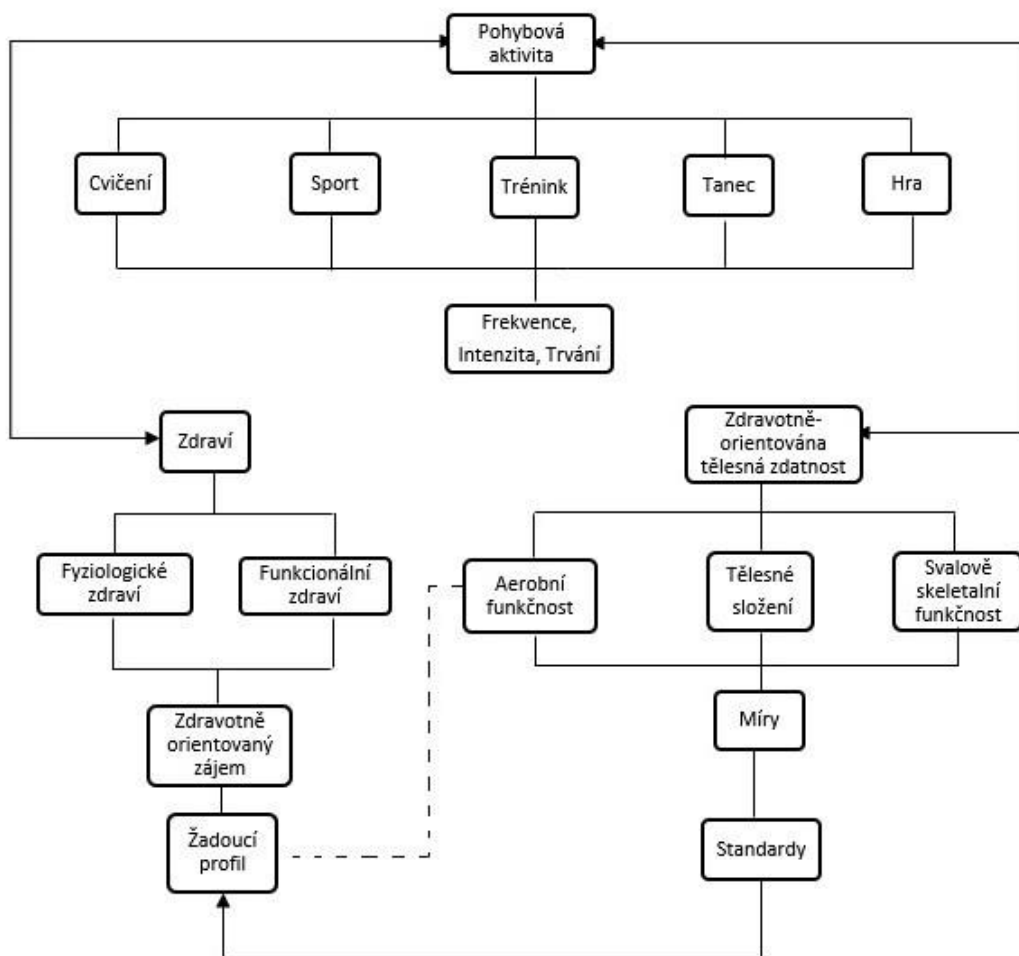 Pohybová
aktivita
Cvičení
Sport
Trénink
Tanec
Hra
Frekvence,
Intenzita, Trvání
Zdraví
Zdravotně-
orientována
tělesná zdatnost
Fyziologické
zdraví
Funkcionální
zdraví
Aerobní
funkčnost
Tělesné
složení
Svalově
skeletalní
funkčnost
Zdravotně
orientovaný
zájem
Míry
Žadoucí
profil
Standardy